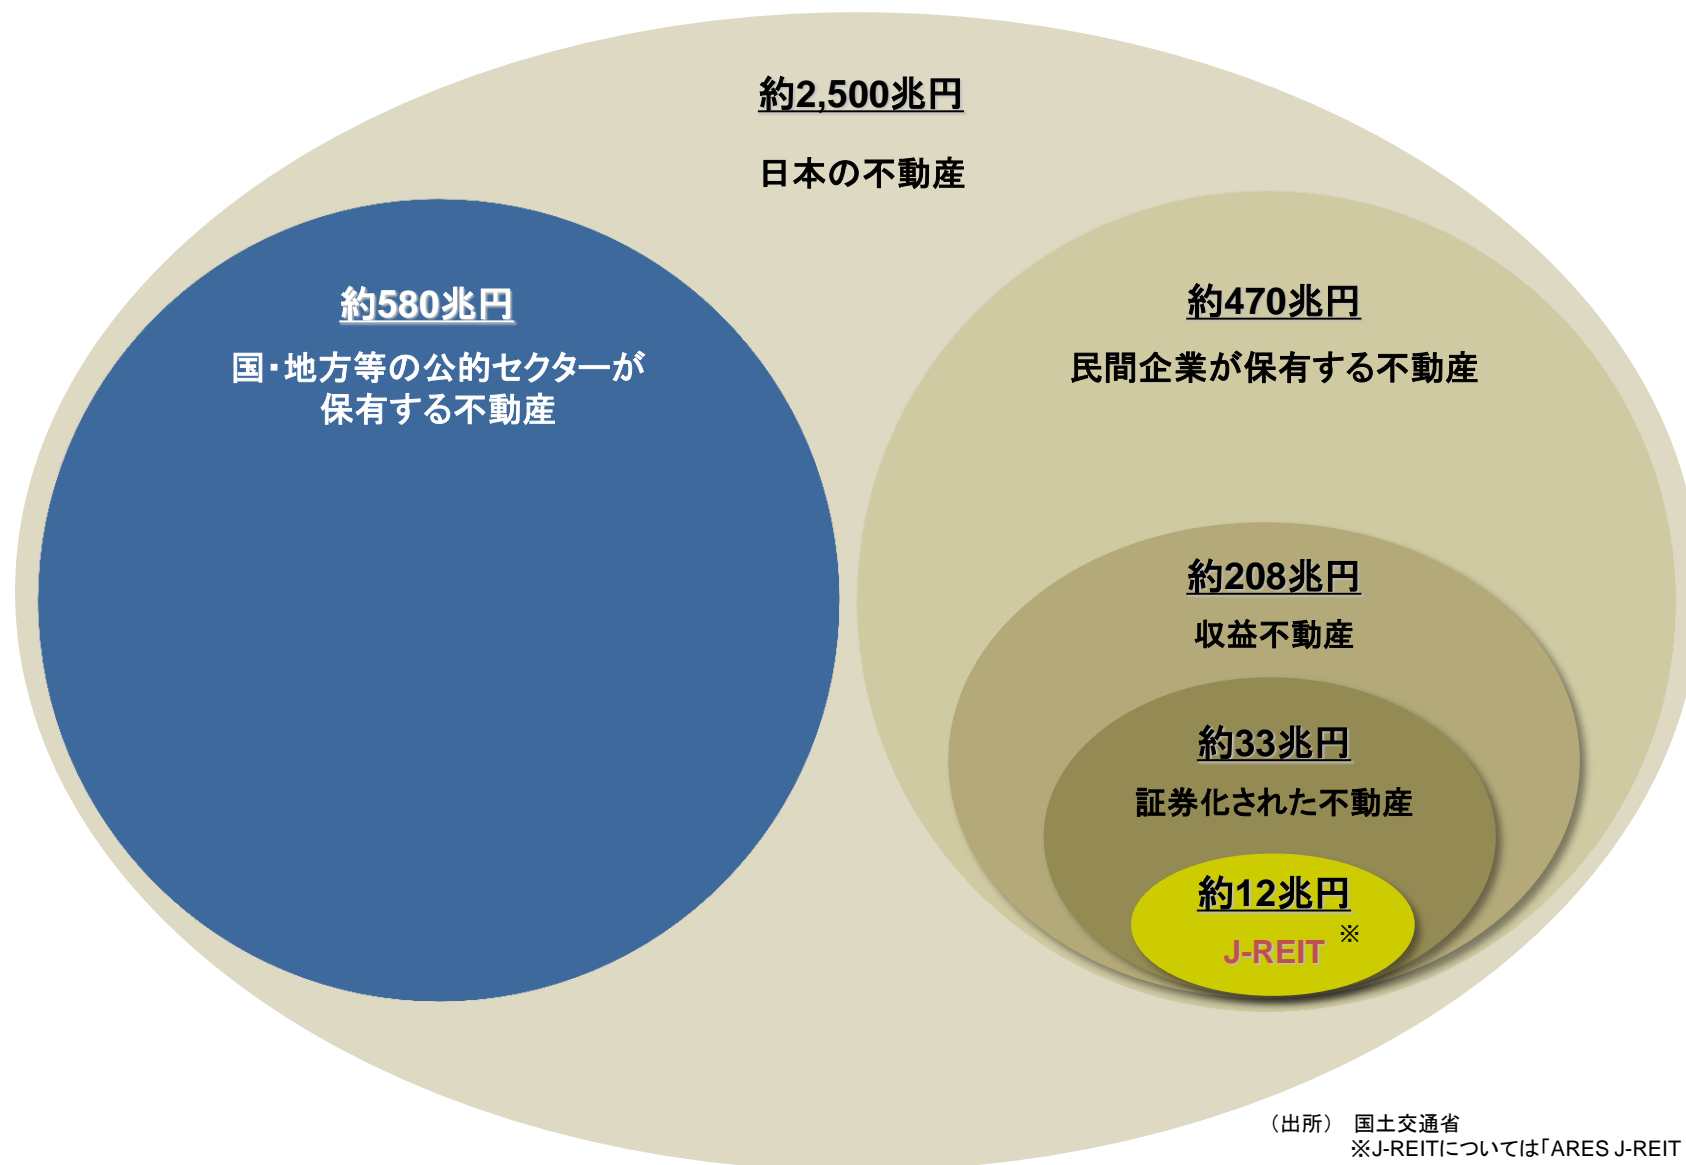 約2,500兆円
日本の不動産
約580兆円
国・地方等の公的セクターが
保有する不動産
約470兆円
民間企業が保有する不動産
約208兆円
収益不動産
約33兆円
証券化された不動産
約12兆円
J-REIT ※
（出所） 国土交通省
※J-REITについては「ARES J-REIT